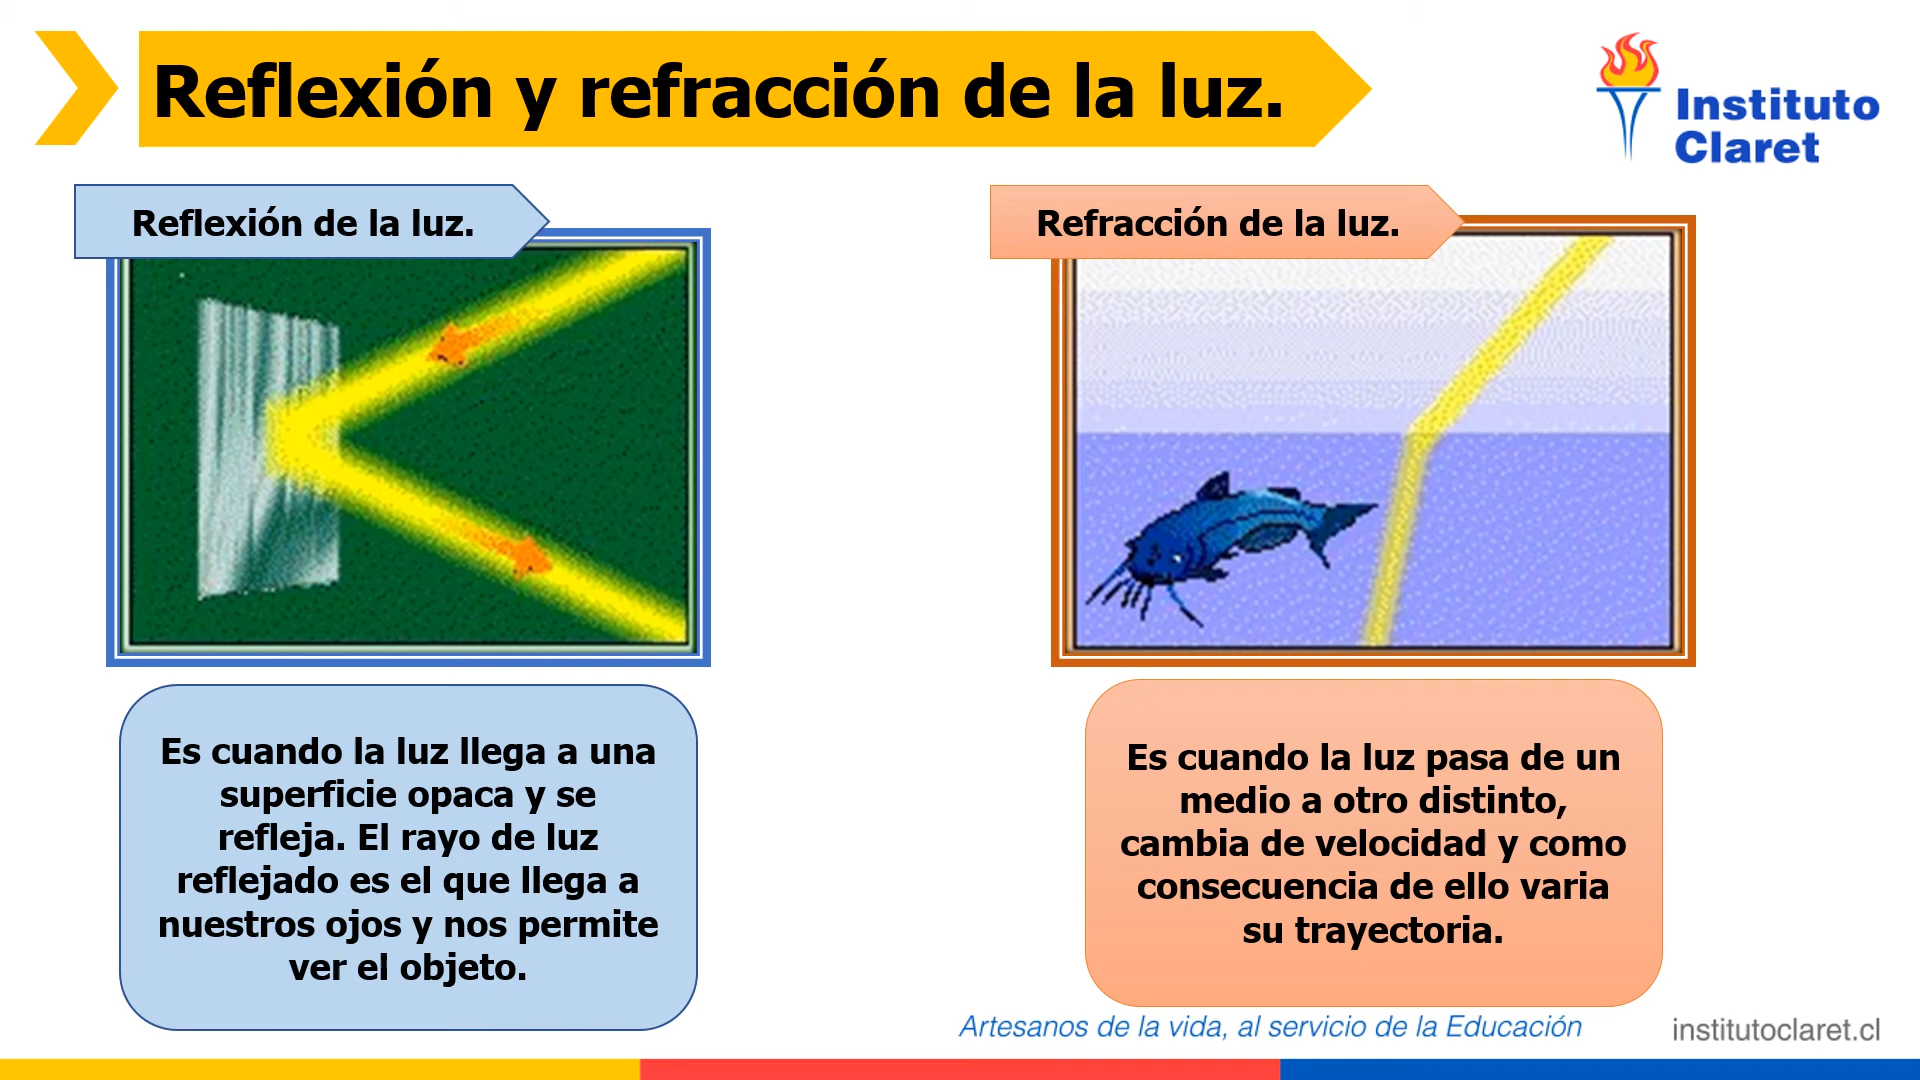 Reflexión y refracción de la luz.
Instituto
Claret
Reflexión de la luz.
Es cuando la luz llega a una
superficie opaca y se
refleja. El rayo de luz
reflejado es el que llega a
nuestros ojos y nos permite
ver el objeto.
Refracción de la luz.
Es cuando la luz pasa de un
medio a otro distinto,
cambia de velocidad y como
consecuencia de ello varia
su trayectoria.
Artesanos de la vida, al servicio de la Educación
institutoclaret.cl